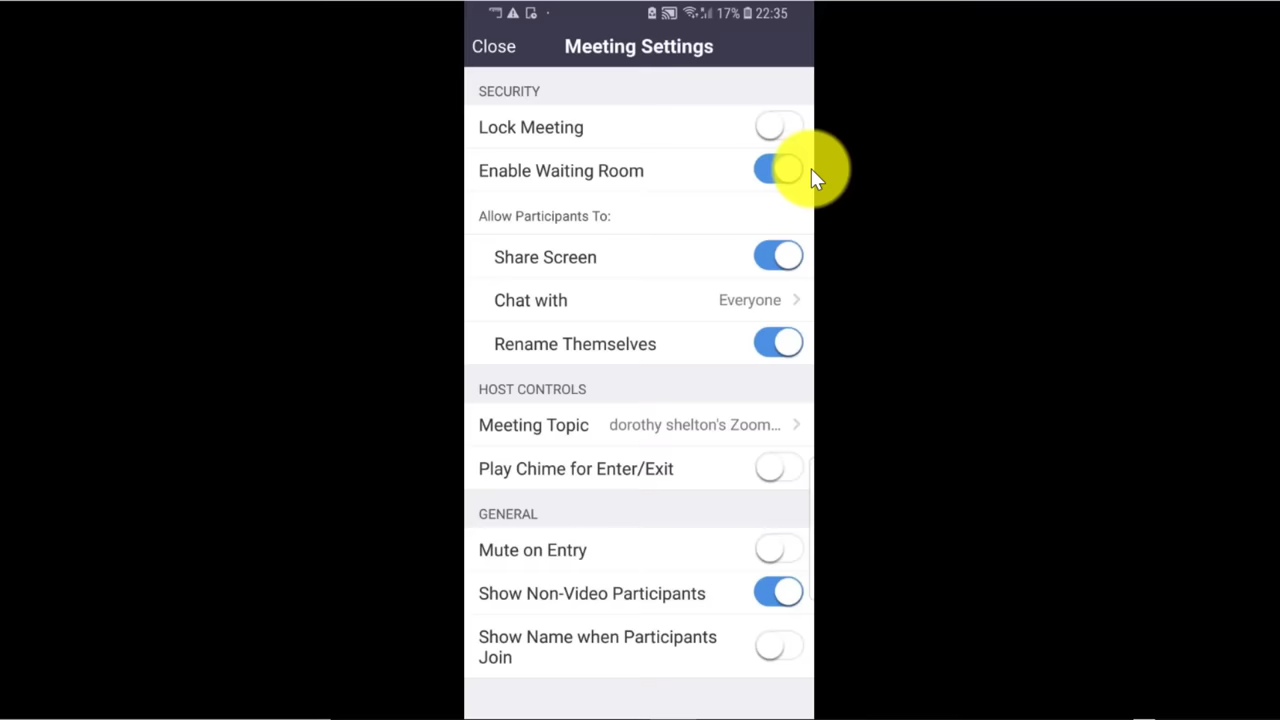 17% 22:35
Close Meeting Settings
SECURITY
Lock Meeting
Enable Waiting Room
Allow Participants To:
Share Screen
Chat with Everyone
Rename Themselves
HOST CONTROLS
Meeting Topic dorothy shelton's Zoom...
Play Chime for Enter/Exit
GENERAL
Mute on Entry
Show Non-Video Participants
Show Name when Participants
Join